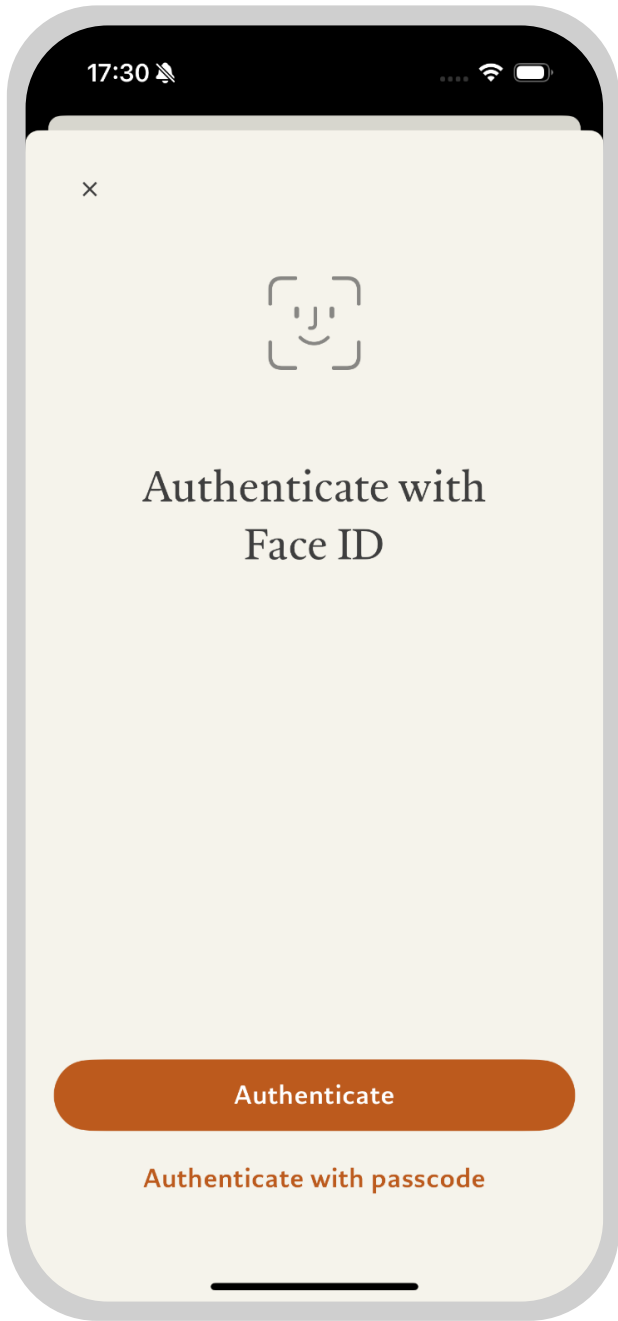 17:30
Authenticate with
Face ID
Authenticate
Authenticate with passcode